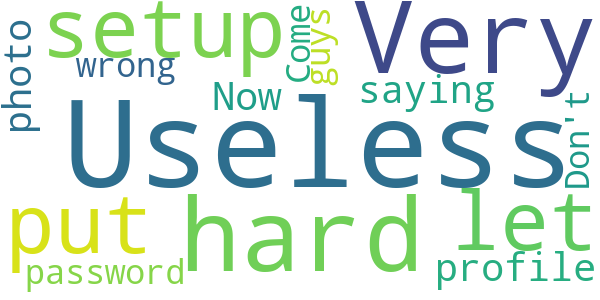 setup
Come
guys
Very
photo
wrong
Now
saying
Useless
Don't
put
hard
let
password
profile